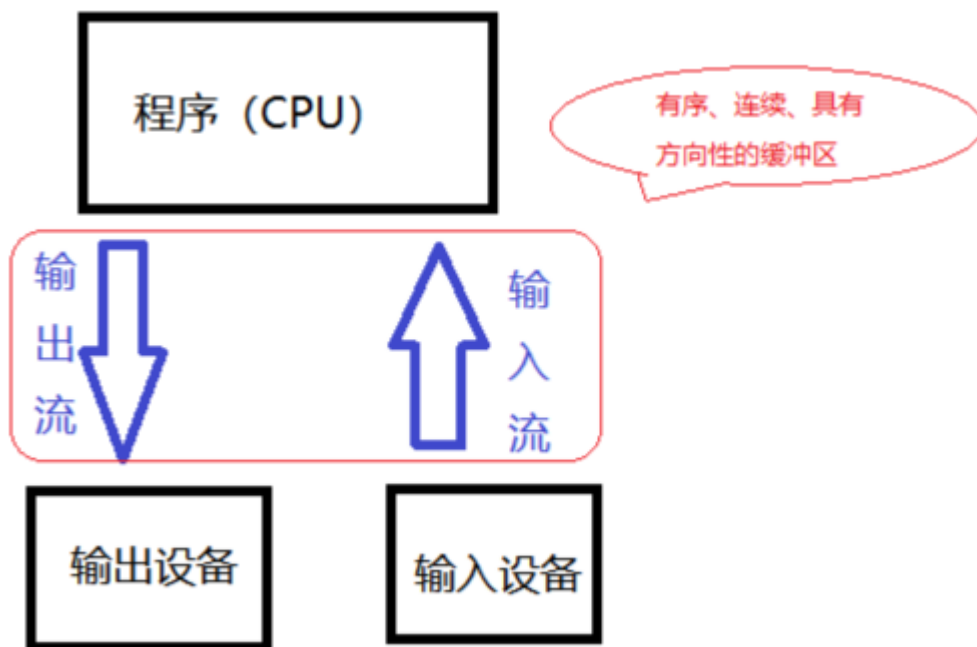 程序（CPU）
有序、连续、具有
方向性的缓冲区
输出流
输入流
输出设备
输入设备